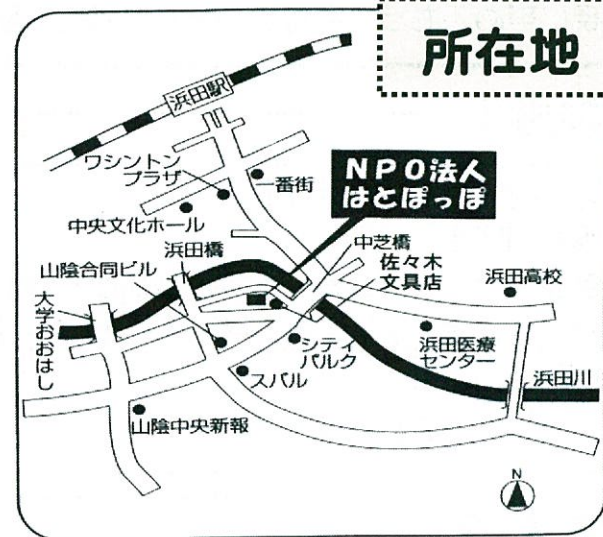 所在地
浜田駅
ワシントン
プラザ
一番街
NPO法人
はとぽっぽ
中央文化ホール
浜田橋
中芝橋
山陰合同ビル
佐々木
文具店
浜田高校
大学おおはし
シティ
パルク
浜田医療
センター
スバル
浜田川
山陰中央新報
N